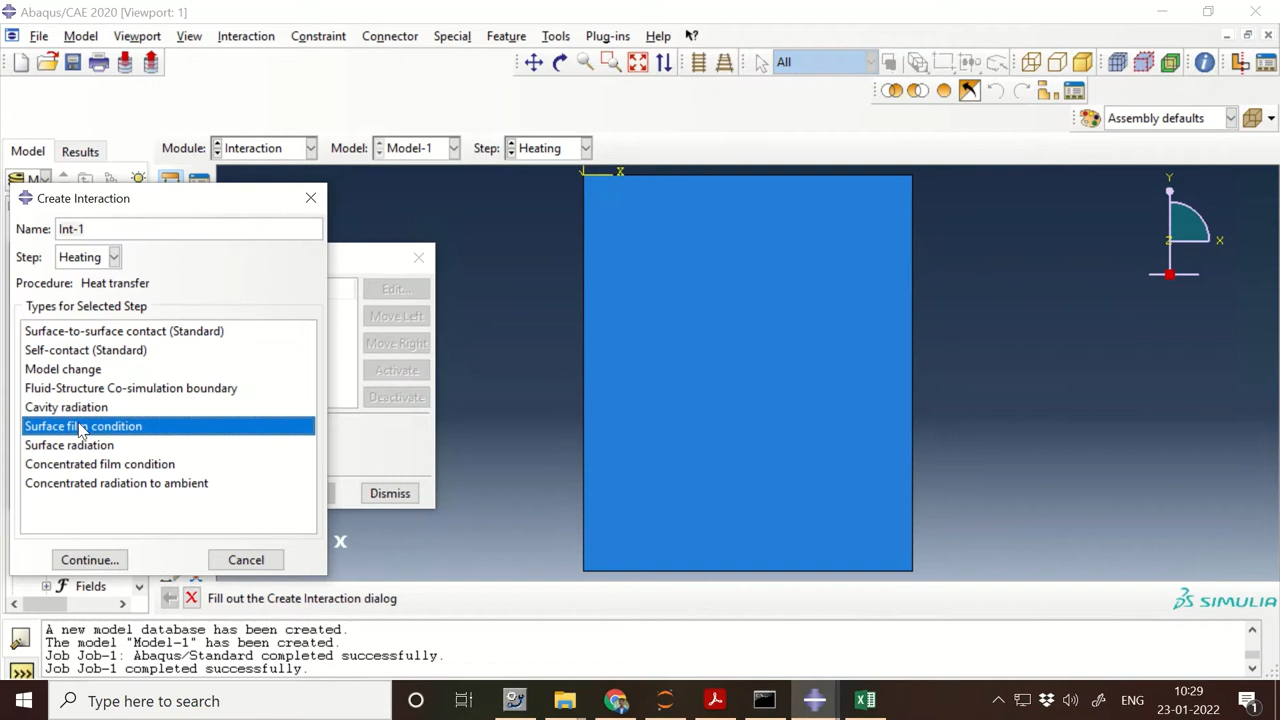 Abaqus/CAE 2020 [Viewport: 1]
File Model Viewport View Interaction Constraint Connector Special Feature Tools Plug-ins Help
All
Assembly defaults
Model Results Module: Interaction Model: Model-1 Step: Heating
Create Interaction
Name: Int-1
Step: Heating
Procedure: Heat transfer
Types for Selected Step
Surface-to-surface contact (Standard)
Self-contact (Standard)
Model change
Fluid-Structure Co-simulation boundary
Cavity radiation
Surface film condition
Surface radiation
Concentrated film condition
Concentrated radiation to ambient
Continue... Cancel
Edit...
Move Left
Move Right
Activate
Deactivate
Dismiss
X
Y
Z X
X
Fields
Fill out the Create Interaction dialog
SIMULIA
A new model database has been created.
The model "Model-1" has been created.
Job Job-1: Abaqus/Standard completed successfully.
Job Job-1 completed successfully.
Type here to search
ENG
10:29
23-01-2022
1